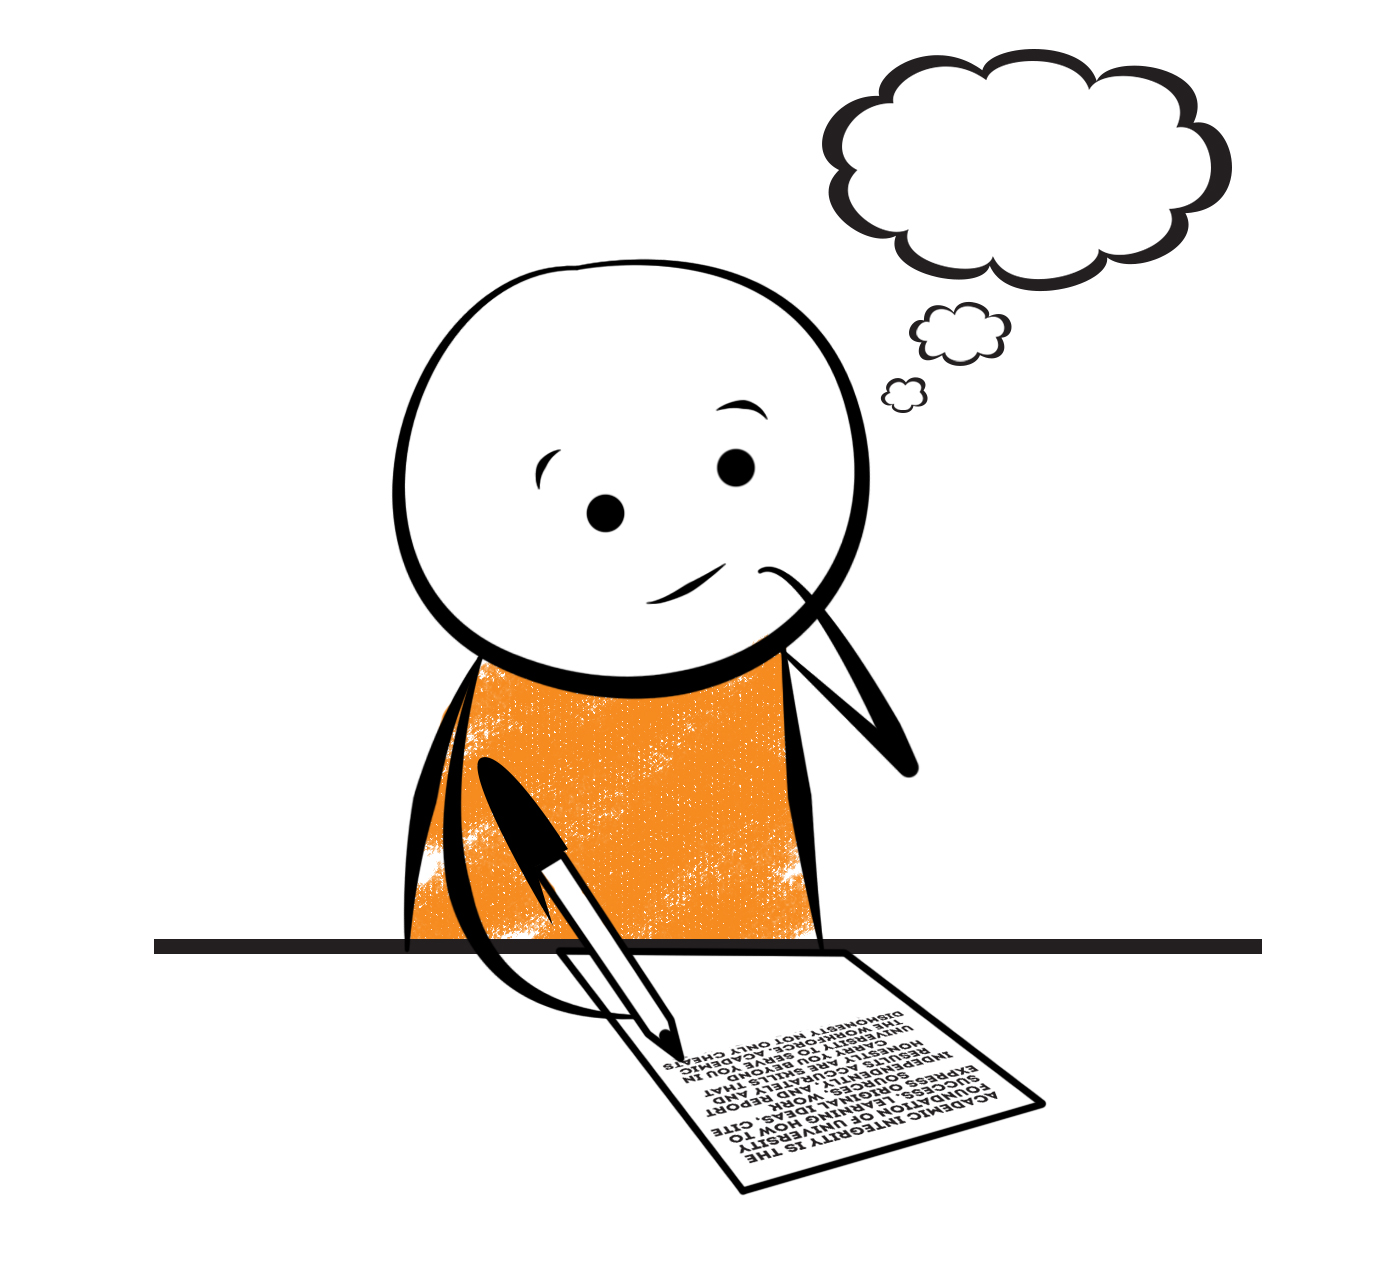 ACADEMIC INTEGRITY IS THE
FOUNDATION OF UNIVERSITY
SUCCESS. LEARNING HOW TO
EXPRESS ORIGINAL IDEAS, CITE
SOURCES, WORK
INDEPENDENTLY, AND REPORT
RESULTS ACCURATELY AND
HONESTLY ARE SKILLS THAT
CARRY YOU BEYOND
UNIVERSITY TO SERVE YOU IN
THE WORKFORCE. ACADEMIC
DISHONESTY NOT ONLY CHEATS